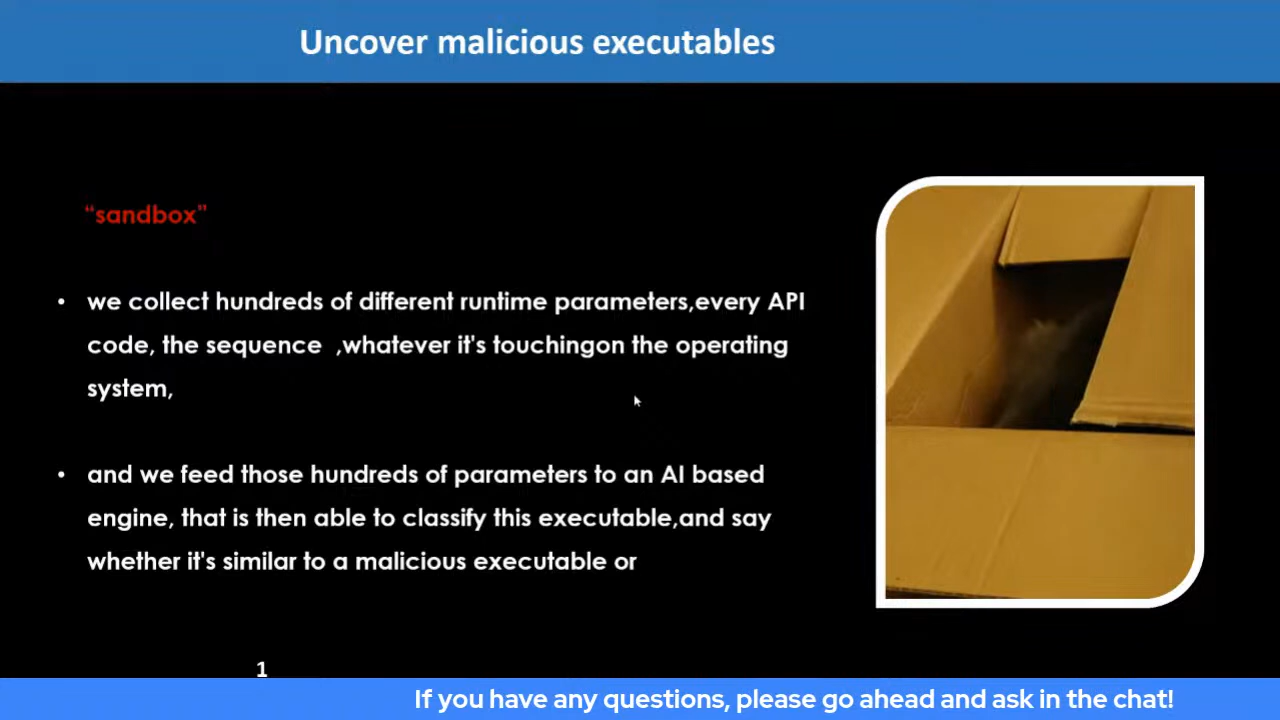 Uncover malicious executables
“sandbox”
• we collect hundreds of different runtime parameters,every API
code, the sequence ,whatever it's touchingon the operating
system,
• and we feed those hundreds of parameters to an AI based
engine, that is then able to classify this executable,and say
whether it's similar to a malicious executable or
1
If you have any questions, please go ahead and ask in the chat!